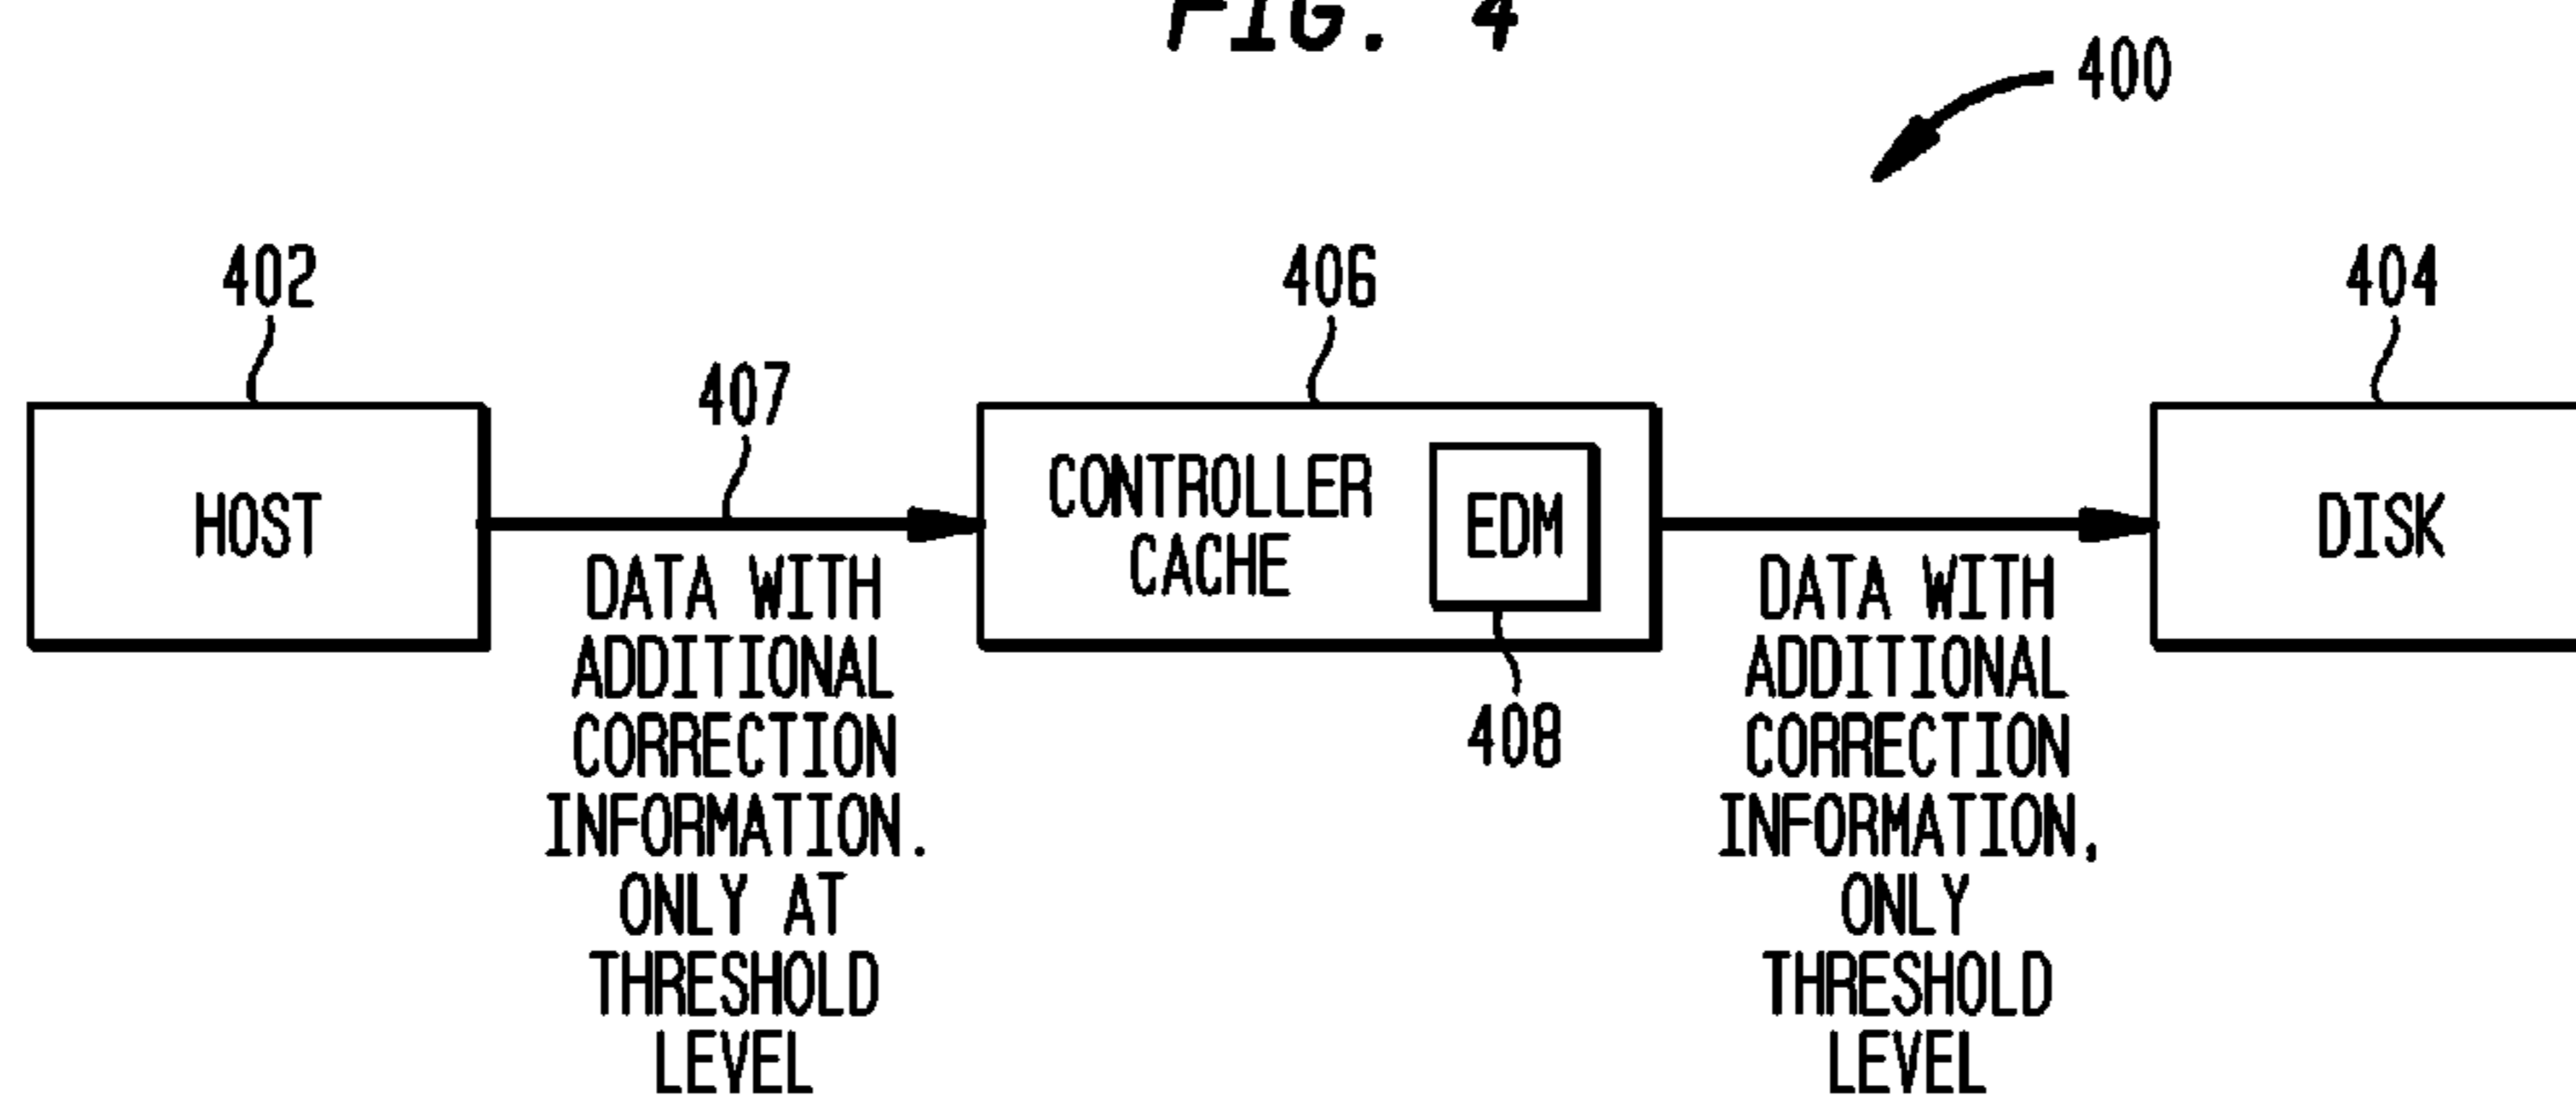 FIG. 4
400
402
406
404
407
HOST
CONTROLLER
CACHE
EDM
DISK
408
DATA WITH
ADDITIONAL
CORRECTION
INFORMATION.
ONLY AT
THRESHOLD
LEVEL
DATA WITH
ADDITIONAL
CORRECTION
INFORMATION,
ONLY
THRESHOLD
LEVEL